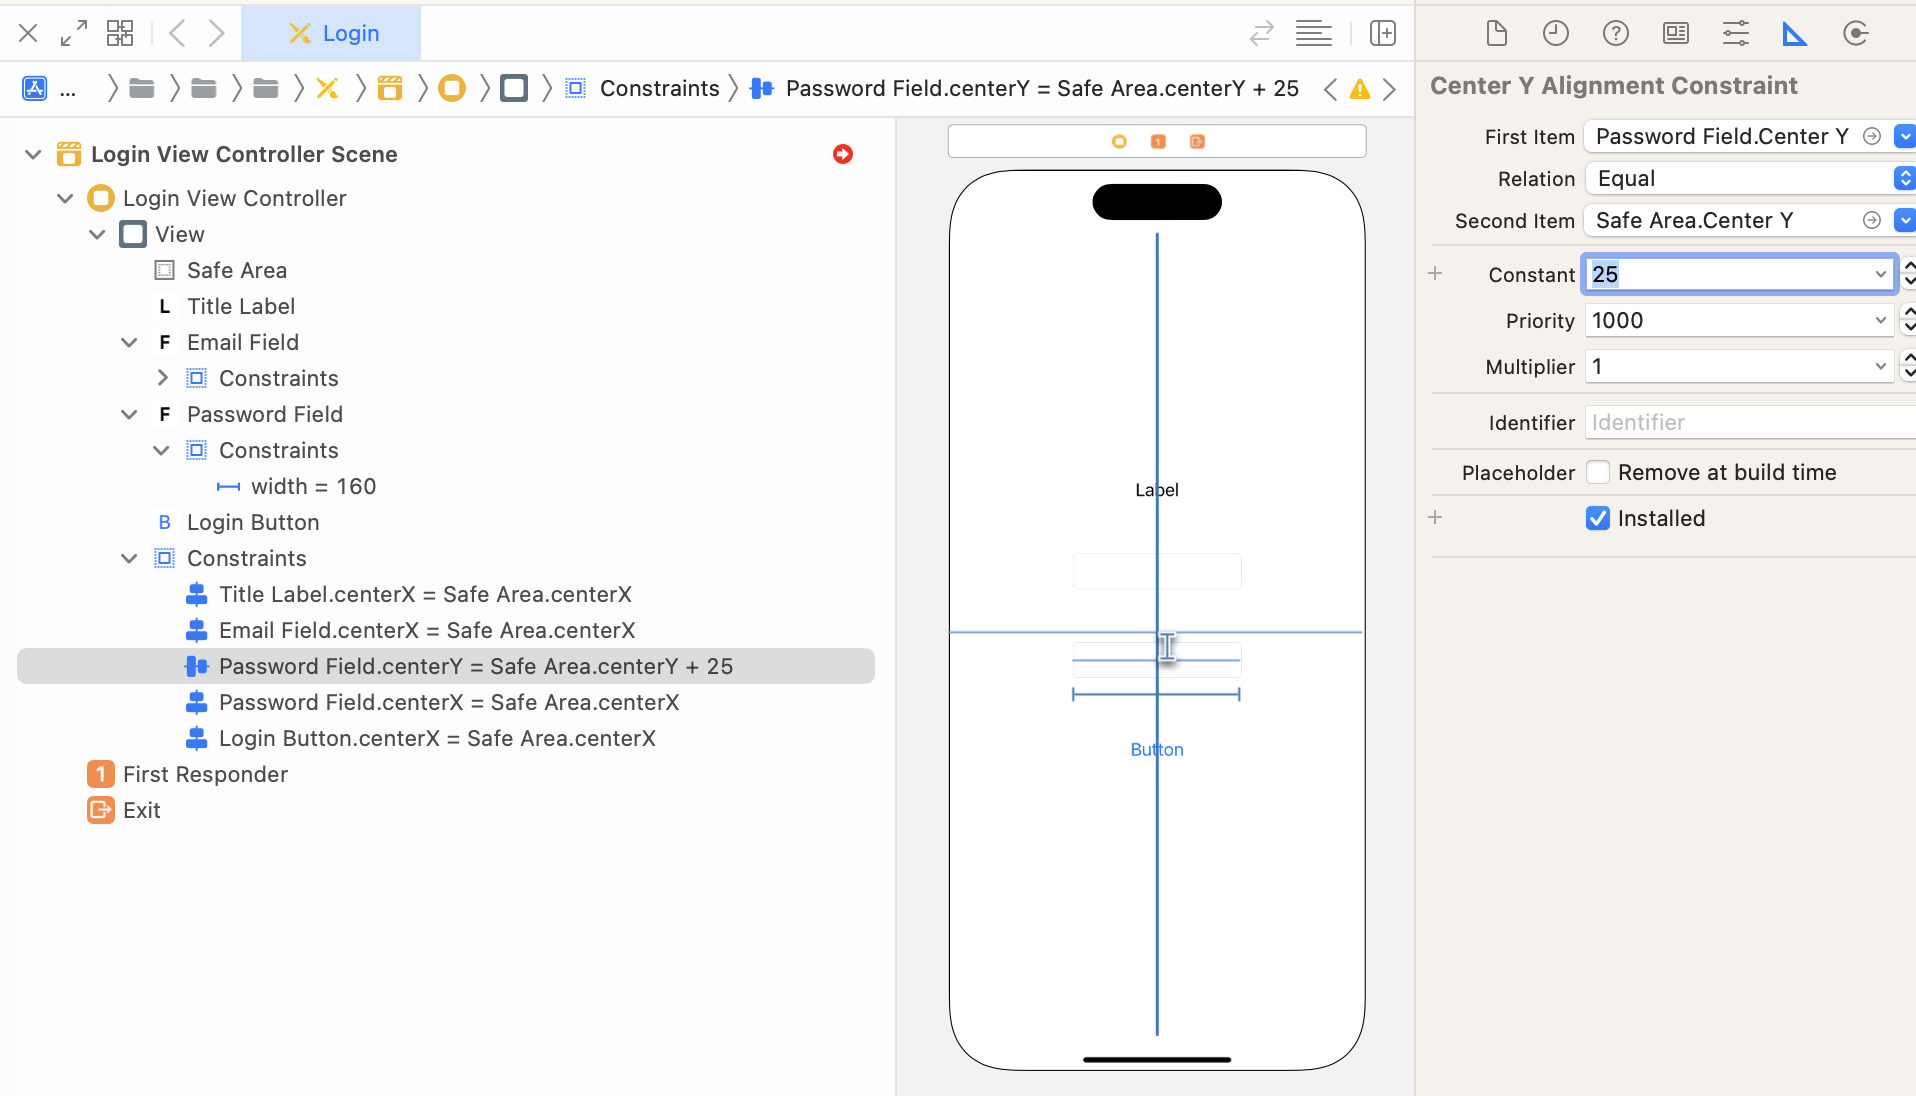 Login
...
Constraints
Password Field.centerY = Safe Area.centerY + 25
Login View Controller Scene
Login View Controller
View
Safe Area
L Title Label
F Email Field
Constraints
F Password Field
Constraints
width = 160
B Login Button
Constraints
Title Label.centerX = Safe Area.centerX
Email Field.centerX = Safe Area.centerX
Password Field.centerY = Safe Area.centerY + 25
Password Field.centerX = Safe Area.centerX
Login Button.centerX = Safe Area.centerX
1 First Responder
Exit
1
Label
Button
Center Y Alignment Constraint
First Item Password Field.Center Y
Relation Equal
Second Item Safe Area.Center Y
Constant 25
Priority 1000
Multiplier 1
Identifier Identifier
Placeholder Remove at build time
Installed